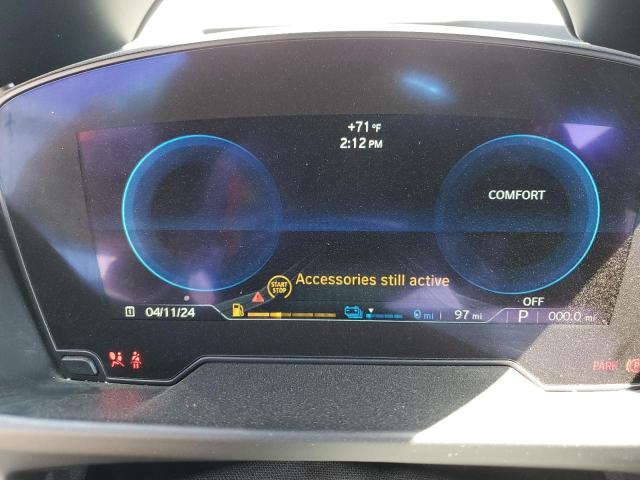 +71 °F
2:12 PM
COMFORT
START STOP
Accessories still active
OFF
04/11/24
0 mi
97 mi
P
000.0 mi
PARK